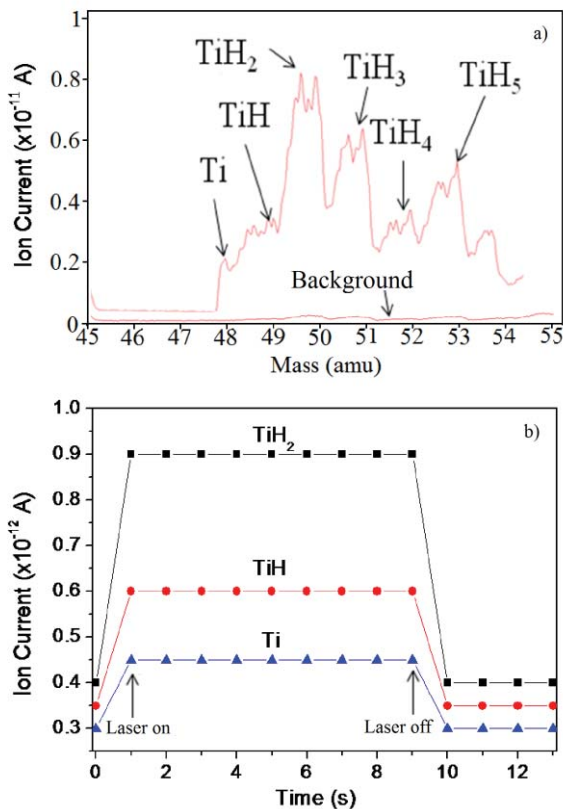 a)
Ion Current (x10⁻¹¹ A)
1
0.8
0.6
0.4
0.2
0
TiH₂
TiH₃
TiH
TiH₅
TiH₄
Ti
Background
45 46 47 48 49 50 51 52 53 54 55
Mass (amu)
b)
Ion Current (x10⁻¹² A)
1.0
0.9
0.8
0.7
0.6
0.5
0.4
0.3
TiH₂
TiH
Ti
Laser on
Laser off
0 2 4 6 8 10 12
Time (s)